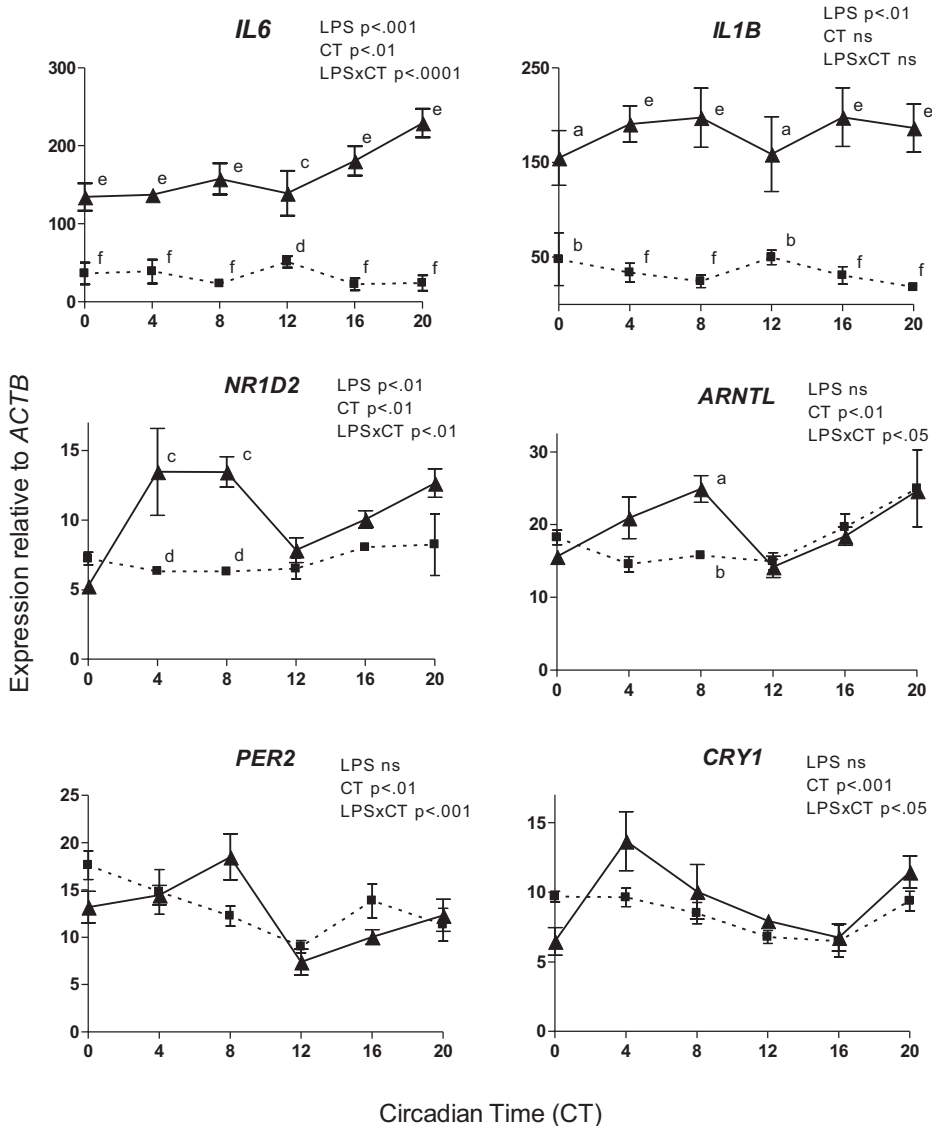 IL6
LPS p<.001
CT p<.01
LPSxCT p<.0001
300
200
100
0
e e e c e e
f f f d f f
0 4 8 12 16 20
IL1B
LPS p<.01
CT ns
LPSxCT ns
250
150
50
a e e a e e
b f f b f f
0 4 8 12 16 20
Expression relative to ACTB
NR1D2
LPS p<.01
CT p<.01
LPSxCT p<.01
15
10
5
0
c c
d d
0 4 8 12 16 20
ARNTL
LPS ns
CT p<.01
LPSxCT p<.05
30
20
10
0
a
b
0 4 8 12 16 20
PER2
LPS ns
CT p<.01
LPSxCT p<.001
25
20
15
10
5
0
0 4 8 12 16 20
CRY1
LPS ns
CT p<.001
LPSxCT p<.05
15
10
5
0
0 4 8 12 16 20
Circadian Time (CT)